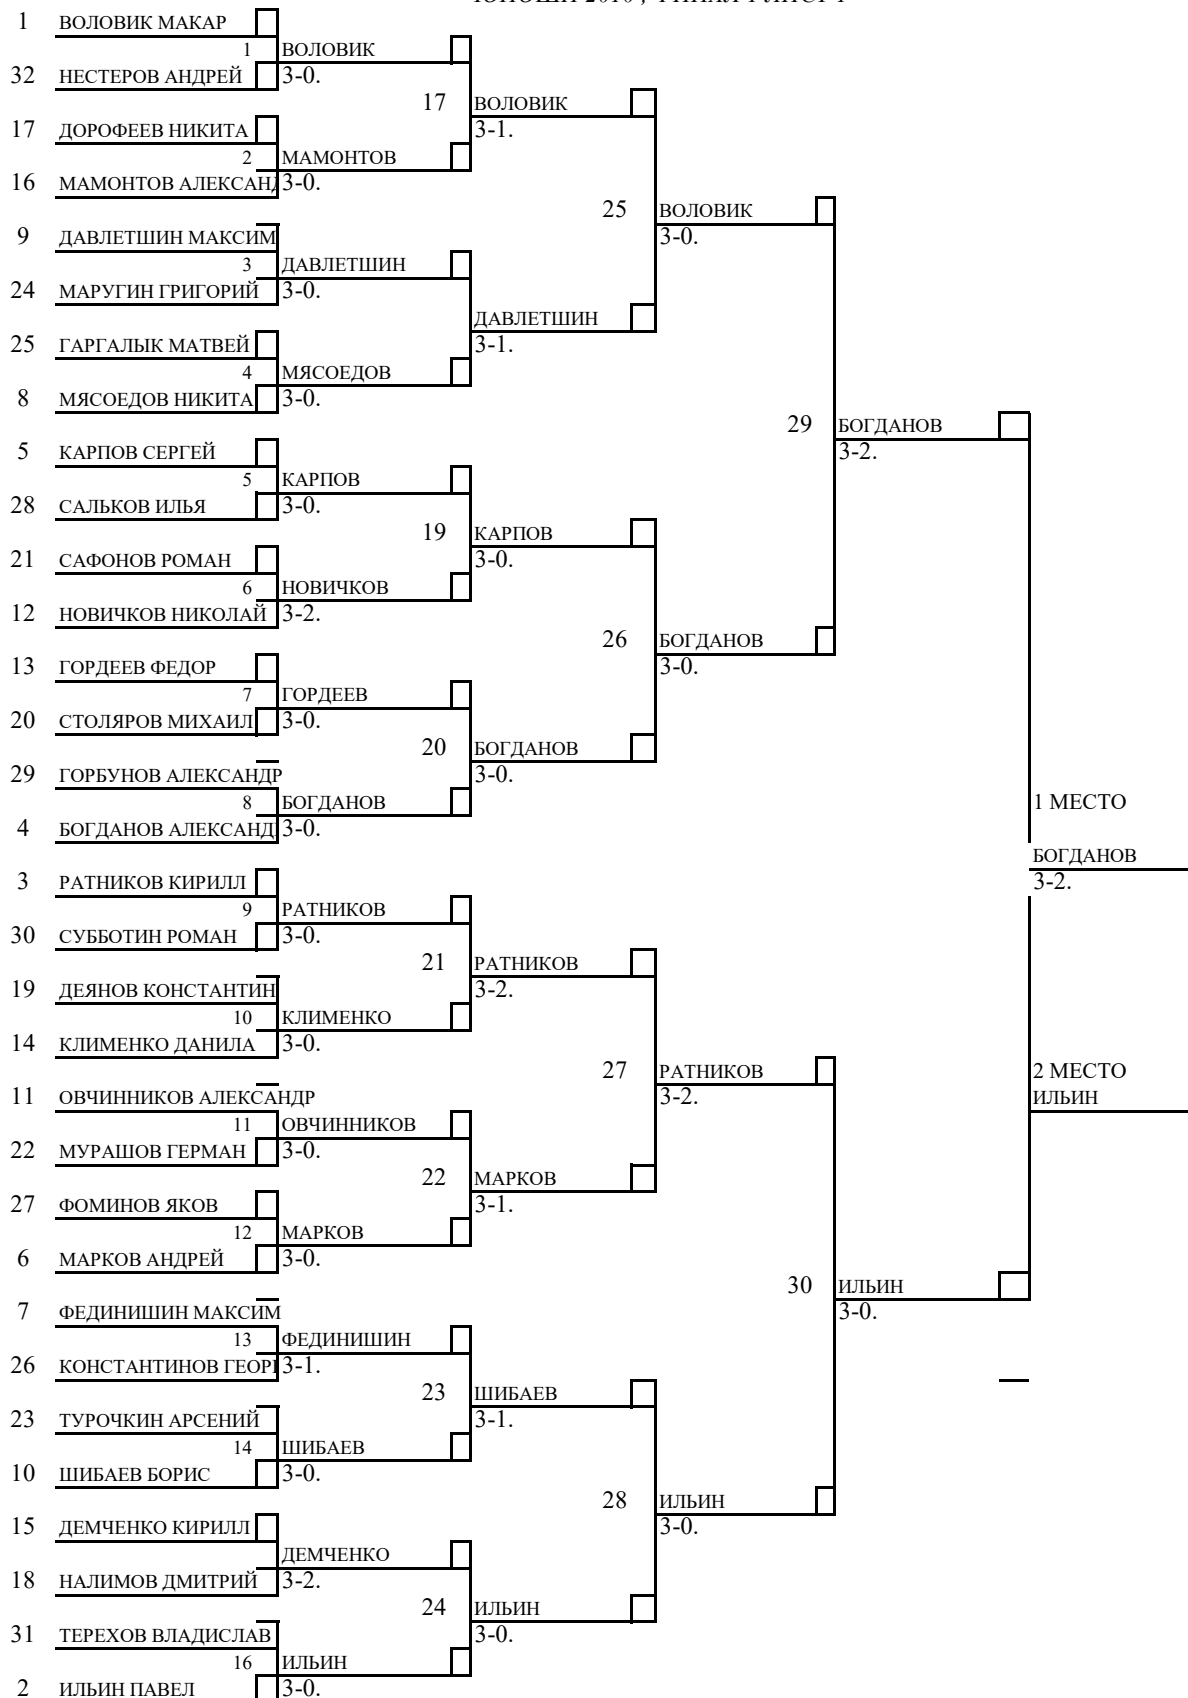 1 ВОЛОВИК МАКАР
1 ВОЛОВИК
32 НЕСТЕРОВ АНДРЕЙ 3-0.
17 ВОЛОВИК
17 ДОРОФЕЕВ НИКИТА 3-1.
2 МАМОНТОВ
16 МАМОНТОВ АЛЕКСАНД 3-0.
25 ВОЛОВИК
9 ДАВЛЕТШИН МАКСИМ 3-0.
3 ДАВЛЕТШИН
24 МАРУГИН ГРИГОРИЙ 3-0.
ДАВЛЕТШИН
25 ГАРГАЛЫК МАТВЕЙ 3-1.
4 МЯСОЕДОВ
8 МЯСОЕДОВ НИКИТА 3-0.
29 БОГДАНОВ
5 КАРПОВ СЕРГЕЙ 3-2.
5 КАРПОВ
28 САЛЬКОВ ИЛЬЯ 3-0.
19 КАРПОВ
21 САФОНОВ РОМАН 3-0.
6 НОВИЧКОВ
12 НОВИЧКОВ НИКОЛАЙ 3-2.
26 БОГДАНОВ
13 ГОРДЕЕВ ФЕДОР 3-0.
7 ГОРДЕЕВ
20 СТОЛЯРОВ МИХАИЛ 3-0.
20 БОГДАНОВ
29 ГОРБУНОВ АЛЕКСАНДР 3-0.
8 БОГДАНОВ 1 МЕСТО
4 БОГДАНОВ АЛЕКСАНД 3-0.
БОГДАНОВ
3 РАТНИКОВ КИРИЛЛ 3-2.
9 РАТНИКОВ
30 СУББОТИН РОМАН 3-0.
21 РАТНИКОВ
19 ДЕЯНОВ КОНСТАНТИН 3-2.
10 КЛИМЕНКО
14 КЛИМЕНКО ДАНИЛА 3-0.
27 РАТНИКОВ 2 МЕСТО
11 ОВЧИННИКОВ АЛЕКСАНДР 3-2. ИЛЬИН
11 ОВЧИННИКОВ
22 МУРАШОВ ГЕРМАН 3-0.
22 МАРКОВ
27 ФОМИНОВ ЯКОВ 3-1.
12 МАРКОВ
6 МАРКОВ АНДРЕЙ 3-0.
30 ИЛЬИН
7 ФЕДИНИШИН МАКСИМ 3-0.
13 ФЕДИНИШИН
26 КОНСТАНТИНОВ ГЕОРГ 3-1.
23 ШИБАЕВ
23 ТУРОЧКИН АРСЕНИЙ 3-1.
14 ШИБАЕВ
10 ШИБАЕВ БОРИС 3-0.
28 ИЛЬИН
15 ДЕМЧЕНКО КИРИЛЛ 3-0.
ДЕМЧЕНКО
18 НАЛИМОВ ДМИТРИЙ 3-2.
24 ИЛЬИН
31 ТЕРЕХОВ ВЛАДИСЛАВ 3-0.
16 ИЛЬИН
2 ИЛЬИН ПАВЕЛ 3-0.